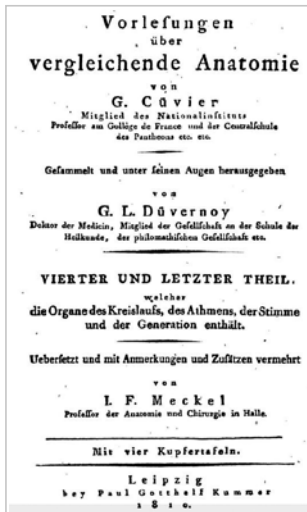 Vorleſungen
über
vergleichende Anatomie
von
G. Cüvier
Mitglied des Nationalinſtituts
Profeſſor am Collège de France und der Centralſchule
des Pantheons etc. etc.
Geſammelt und unter ſeinen Augen herausgegeben
von
G. L. Düvernoy
Doktor der Medicin, Mitglied der Geſellſchaft an der Schule der
Heilkunde, der philomathiſchen Geſellſchaft etc.
VIERTER UND LETZTER THEIL.
welcher
die Organe des Kreislaufs, des Athmens, der Stimme
und der Generation enthält.
Ueberſetzt und mit Anmerkungen und Zuſätzen vermehrt
von
I. F. Meckel
Profeſſor der Anatomie und Chirurgie in Halle.
Mit vier Kupfertafeln.
Leipzig
bey Paul Gotthelf Kummer
1810.